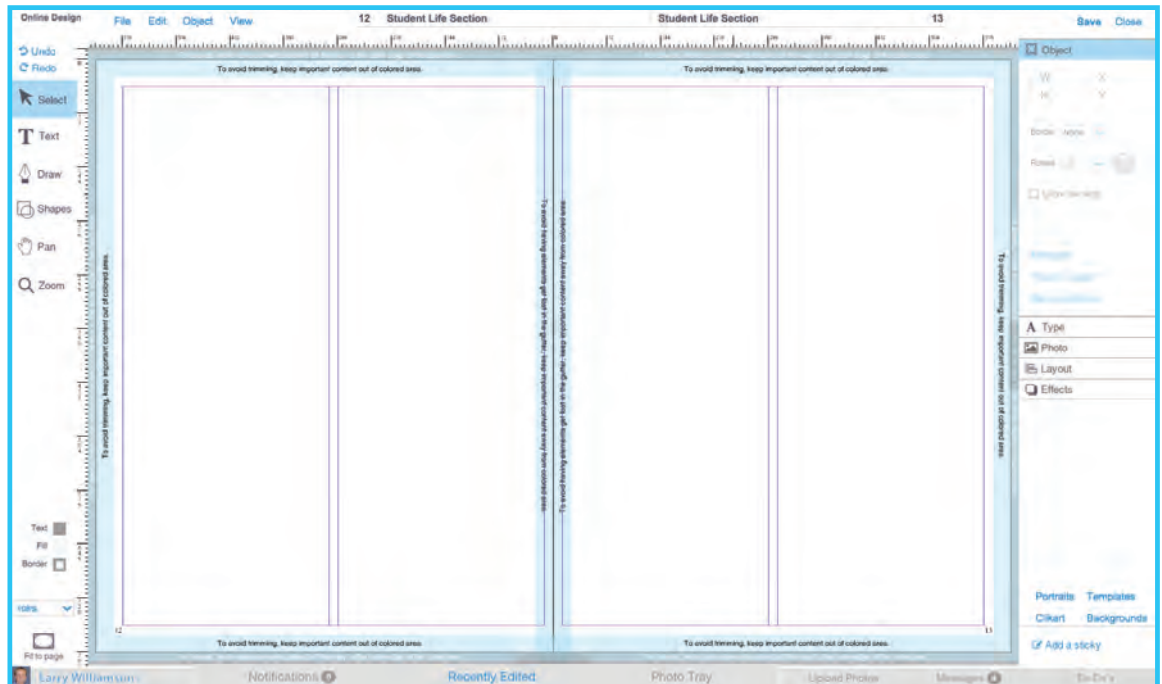 Online Design
File Edit Object View
12 Student Life Section
Student Life Section 13
Save Close
Undo
Redo
Select
Text
Draw
Shapes
Pan
Zoom
Text
Fill
Border
Fit to page
To avoid trimming, keep important content out of colored area.
To avoid trimming, keep important content out of colored area.
To avoid trimming, keep important content out of colored area.
To avoid having elements get lost in the gutter, keep important content away from colored area.
To avoid having elements get lost in the gutter, keep important content away from colored area.
To avoid trimming, keep important content out of colored area.
12
13
To avoid trimming, keep important content out of colored area.
To avoid trimming, keep important content out of colored area.
Object
W X
H Y
Border None
Type
Photo
Layout
Effects
Portraits Templates
Clikart Backgrounds
Add a sticky
Larry Williamson
Notifications
Recently Edited
Photo Tray
Upload Photos
Messages
To-Do's